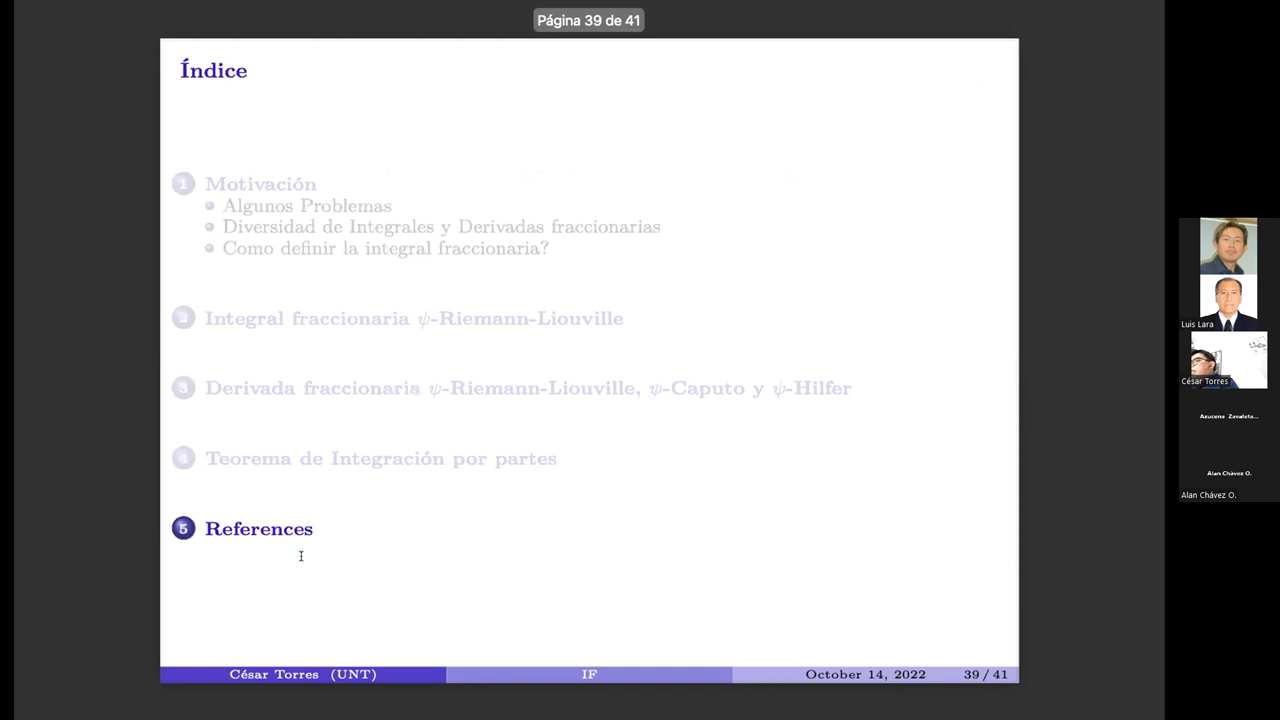 Página 39 de 41
Índice
1 Motivación
Algunos Problemas
Diversidad de Integrales y Derivadas fraccionarias
Como definir la integral fraccionaria?
2 Integral fraccionaria ψ-Riemann-Liouville
3 Derivada fraccionaria ψ-Riemann-Liouville, ψ-Caputo y ψ-Hilfer
4 Teorema de Integración por partes
5 References
César Torres (UNT) IF October 14, 2022 39 / 41
Luis Lara
César Torres
Azucena Zavaleta...
Alan Chávez O.
Alan Chávez O.